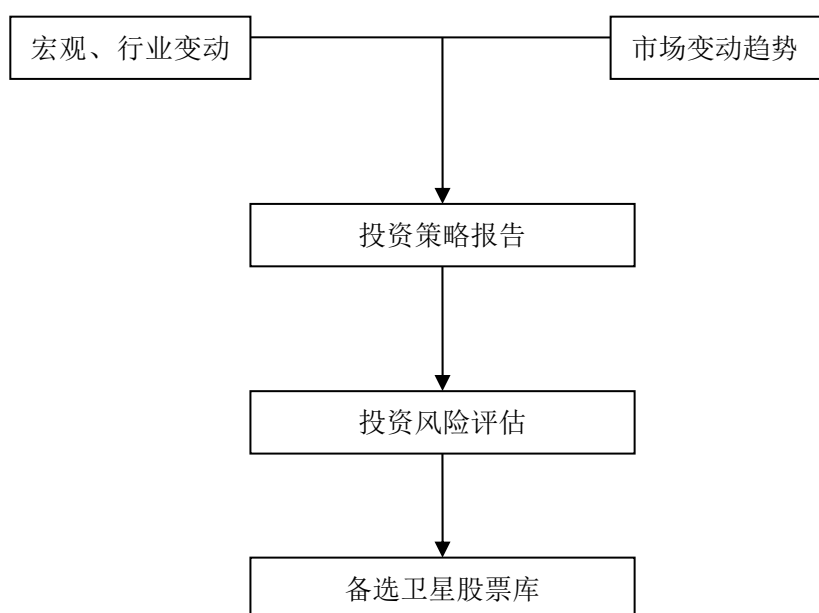 宏观、行业变动
市场变动趋势
投资策略报告
投资风险评估
备选卫星股票库